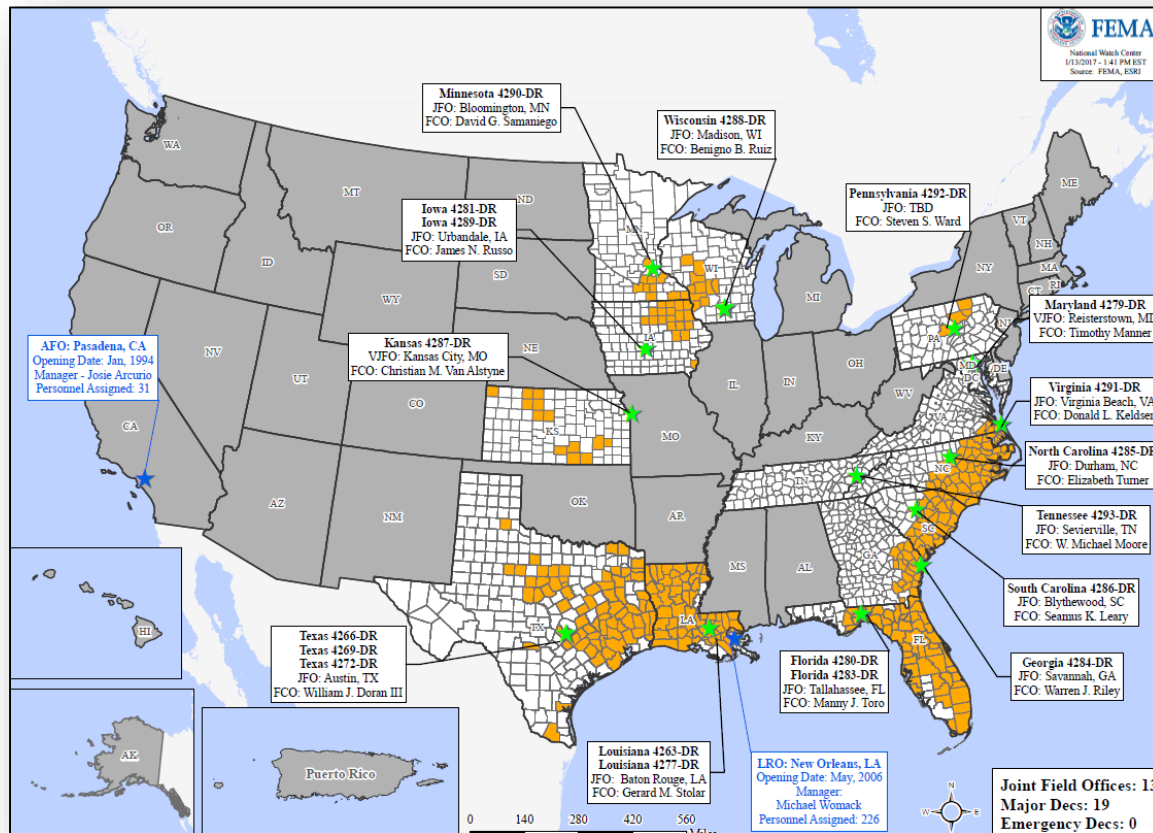 FEMA
National Watch Center
1/13/2017 - 1:41 PM EST
Source: FEMA, ESRI
Minnesota 4290-DR
JFO: Bloomington, MN
FCO: David G. Samaniego
Wisconsin 4288-DR
JFO: Madison, WI
FCO: Benigno B. Ruiz
Pennsylvania 4292-DR
JFO: TBD
FCO: Steven S. Ward
Iowa 4281-DR
Iowa 4289-DR
JFO: Urbandale, IA
FCO: James N. Russo
Maryland 4279-DR
VJFO: Reisterstown, MD
FCO: Timothy Manner
AFO: Pasadena, CA
Opening Date: Jan, 1994
Manager - Josie Arcurio
Personnel Assigned: 31
Kansas 4287-DR
VJFO: Kansas City, MO
FCO: Christian M. Van Alstyne
Virginia 4291-DR
JFO: Virginia Beach, VA
FCO: Donald L. Keldsen
North Carolina 4285-DR
JFO: Durham, NC
FCO: Elizabeth Turner
Tennessee 4293-DR
JFO: Sevierville, TN
FCO: W. Michael Moore
South Carolina 4286-DR
JFO: Blythewood, SC
FCO: Seamus K. Leary
Texas 4266-DR
Texas 4269-DR
Texas 4272-DR
JFO: Austin, TX
FCO: William J. Doran III
Florida 4280-DR
Florida 4283-DR
JFO: Tallahassee, FL
FCO: Manny J. Toro
Georgia 4284-DR
JFO: Savannah, GA
FCO: Warren J. Riley
Louisiana 4263-DR
Louisiana 4277-DR
JFO: Baton Rouge, LA
FCO: Gerard M. Stolar
LRO: New Orleans, LA
Opening Date: May, 2006
Manager:
Michael Womack
Personnel Assigned: 226
WA
MT
ND
MN
ME
OR
ID
SD
WI
VT
NH
NY
MA
CT
RI
WY
MI
IA
NE
PA
NJ
NV
UT
CO
IL
IN
OH
MD
DE
DC
WV
VA
CA
KS
MO
KY
AZ
NM
OK
AR
TN
NC
SC
MS
AL
GA
TX
LA
FL
HI
AK
Puerto Rico
N
W
E
S
0 140 280 420 560
Miles
Joint Field Offices: 13
Major Decs: 19
Emergency Decs: 0